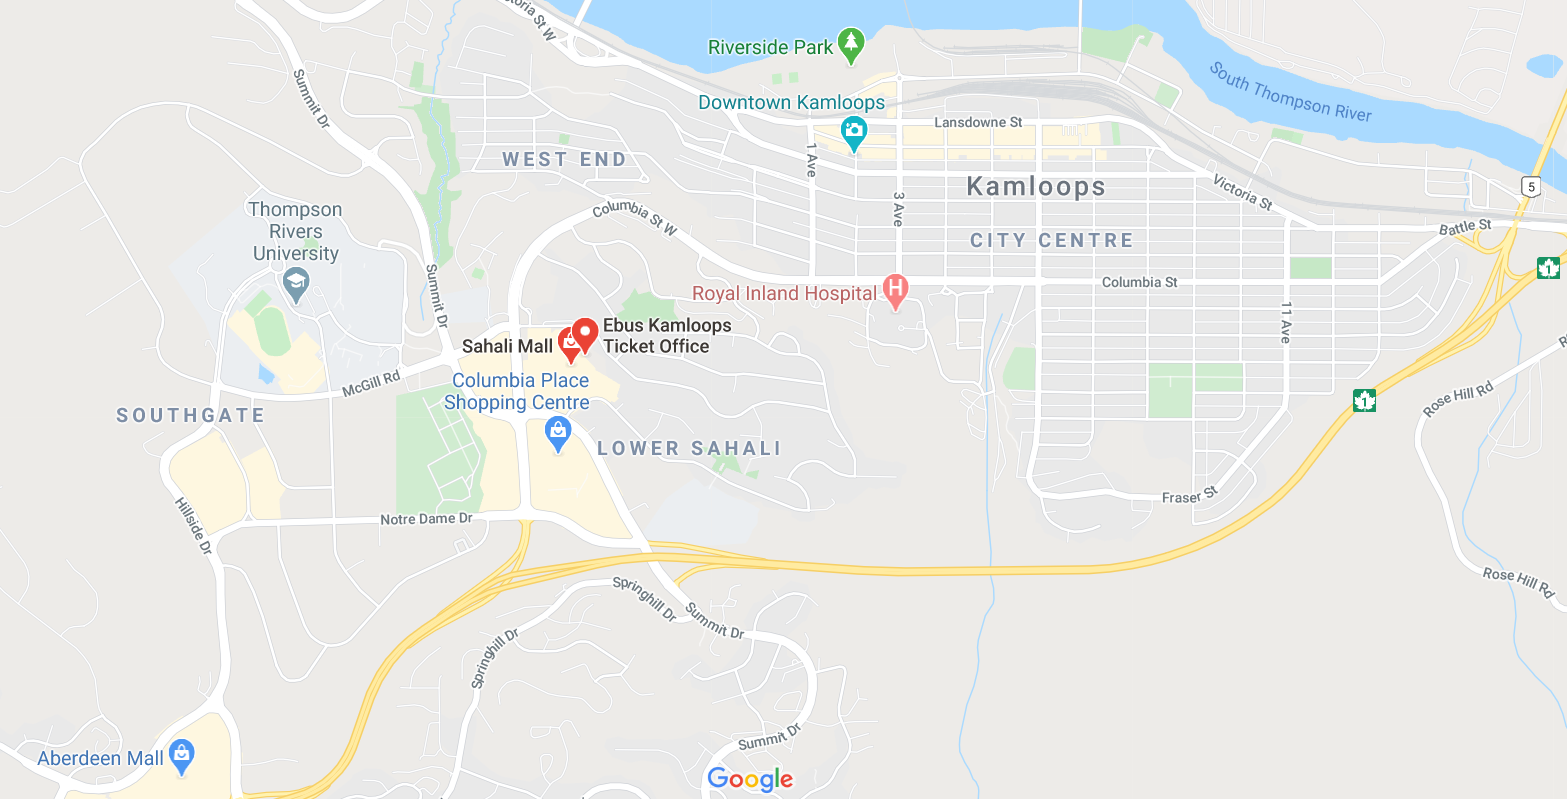 Victoria St W
Riverside Park
Downtown Kamloops
Lansdowne St
South Thompson River
Summit Dr
1 Ave
WEST END
Kamloops
5
Victoria St
3 Ave
Thompson
Rivers
University
Columbia St W
CITY CENTRE
Battle St
1
Summit Dr
Royal Inland Hospital
H
Columbia St
11 Ave
Ebus Kamloops
Ticket Office
Sahali Mall
Columbia Place
Shopping Centre
McGill Rd
1
Rose Hill Rd
SOUTHGATE
LOWER SAHALI
Hillside Dr
Notre Dame Dr
Fraser St
Springhill Dr
Rose Hill Rd
Summit Dr
Springhill Dr
Summit Dr
Aberdeen Mall
Google